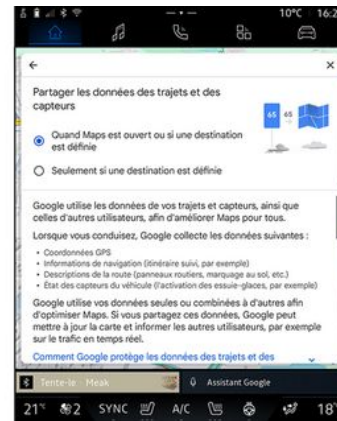 10°C 16:2
Partager les données des trajets et des
capteurs
65 65
Quand Maps est ouvert ou si une destination
est définie
Seulement si une destination est définie
Google utilise les données de vos trajets et capteurs, ainsi que
celles d'autres utilisateurs, afin d'améliorer Maps pour tous.
Lorsque vous conduisez, Google collecte les données suivantes :
• Coordonnées GPS
• Informations de navigation (itinéraire suivi, par exemple)
• Descriptions de la route (panneaux routiers, marquage au sol, etc.)
• État des capteurs du véhicule (l'activation des essuie-glaces, par exemple)
Google utilise vos données seules ou combinées à d'autres afin
d'optimiser Maps. Si vous partagez ces données, Google peut
mettre à jour la carte et informer les autres utilisateurs, par exemple
sur le trafic en temps réel.
Comment Google protège les données des trajets et des
Tente-le · Meak
Assistant Google
21° 2 SYNC A/C 18°